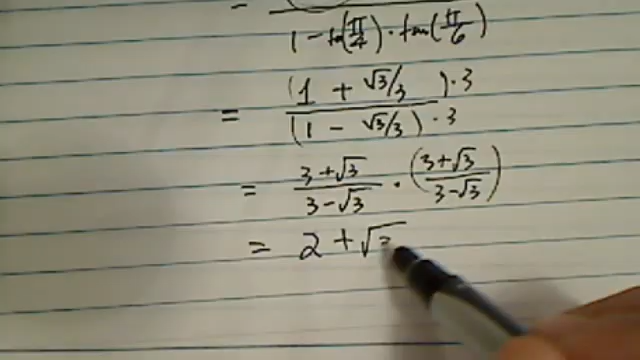 =
1 - tan(π/4) · tan(π/6)
= (1 + √3/3) · 3 / (1 - √3/3) · 3
= 3 + √3 / 3 - √3 · (3 + √3 / 3 - √3)
= 2 + √